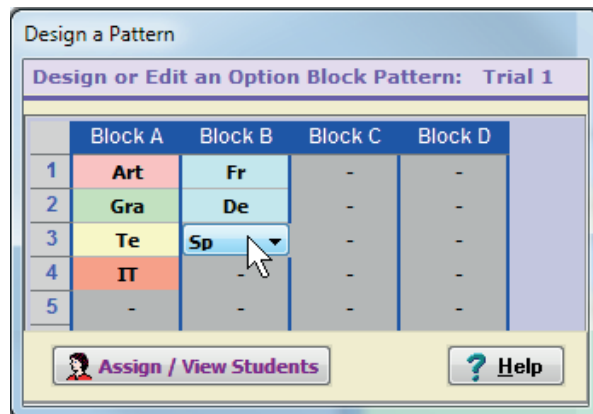 Design a Pattern
Design or Edit an Option Block Pattern: Trial 1
Block A Block B Block C Block D
1 Art Fr - -
2 Gra De - -
3 Te Sp - -
4 IT - - -
5 - - - -
Assign / View Students ? Help